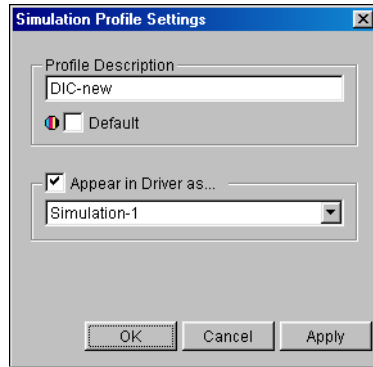 Simulation Profile Settings
Profile Description
DIC-new
Default
Appear in Driver as...
Simulation-1
OK Cancel Apply